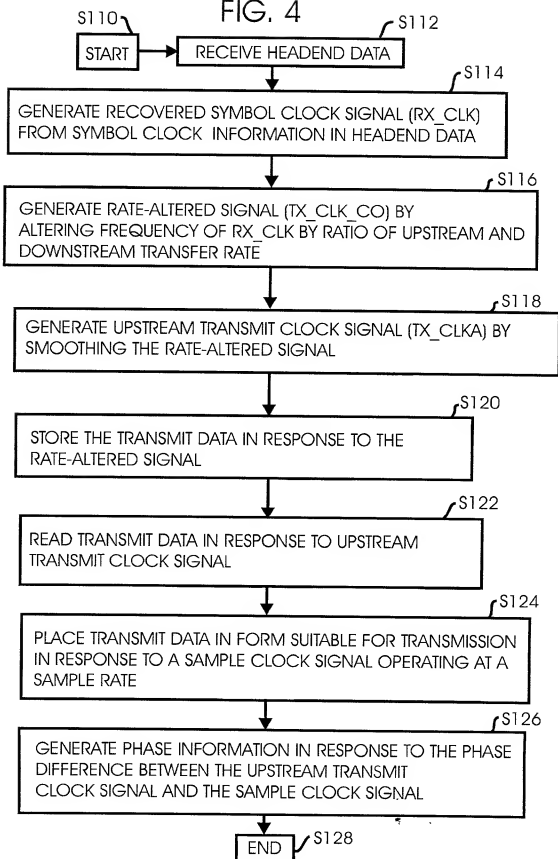 FIG. 4
S110
START
S112
RECEIVE HEADEND DATA
S114
GENERATE RECOVERED SYMBOL CLOCK SIGNAL (RX_CLK)
FROM SYMBOL CLOCK INFORMATION IN HEADEND DATA
S116
GENERATE RATE-ALTERED SIGNAL (TX_CLK_CO) BY
ALTERING FREQUENCY OF RX_CLK BY RATIO OF UPSTREAM AND
DOWNSTREAM TRANSFER RATE
S118
GENERATE UPSTREAM TRANSMIT CLOCK SIGNAL (TX_CLKA) BY
SMOOTHING THE RATE-ALTERED SIGNAL
S120
STORE THE TRANSMIT DATA IN RESPONSE TO THE
RATE-ALTERED SIGNAL
S122
READ TRANSMIT DATA IN RESPONSE TO UPSTREAM
TRANSMIT CLOCK SIGNAL
S124
PLACE TRANSMIT DATA IN FORM SUITABLE FOR TRANSMISSION
IN RESPONSE TO A SAMPLE CLOCK SIGNAL OPERATING AT A
SAMPLE RATE
S126
GENERATE PHASE INFORMATION IN RESPONSE TO THE PHASE
DIFFERENCE BETWEEN THE UPSTREAM TRANSMIT
CLOCK SIGNAL AND THE SAMPLE CLOCK SIGNAL
END
S128